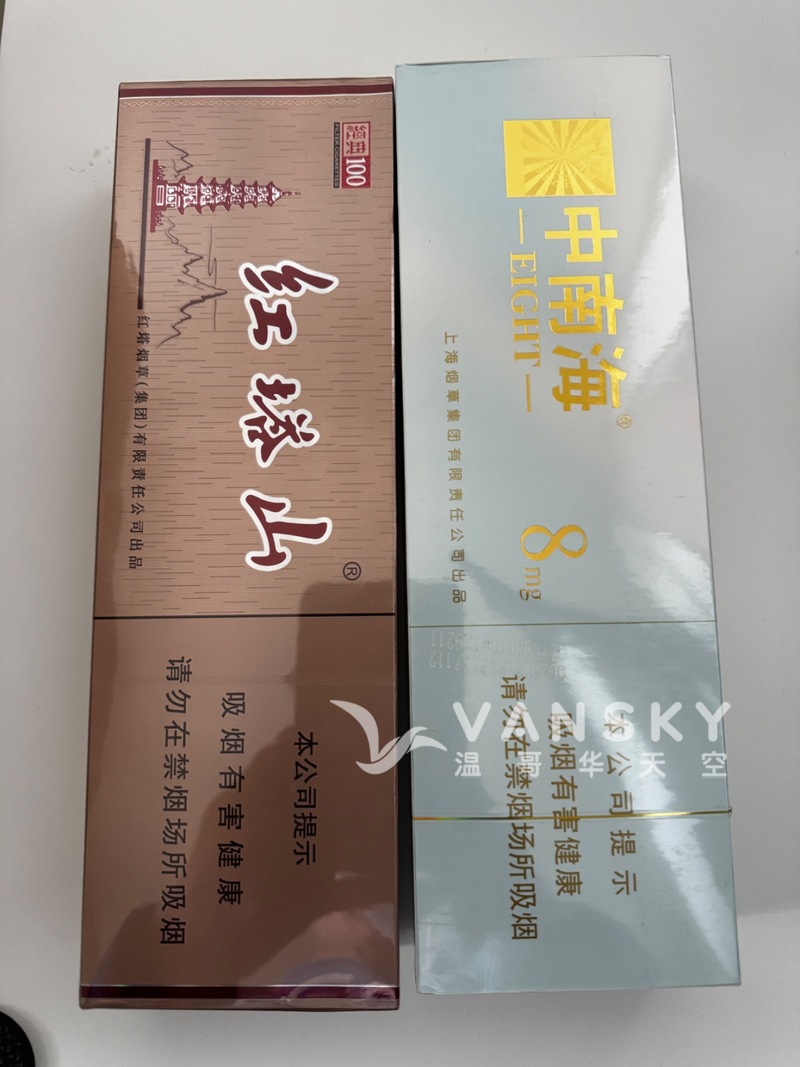 經典100
FILTER CIGARETTES
红塔山®
红塔烟草(集团)有限责任公司出品
本公司提示
吸烟有害健康
请勿在禁烟场所吸烟
中南海®
EIGHT
上海烟草集团有限责任公司出品
8mg
本公司提示
吸烟有害健康
请勿在禁烟场所吸烟
VANSKY
温哥华天空